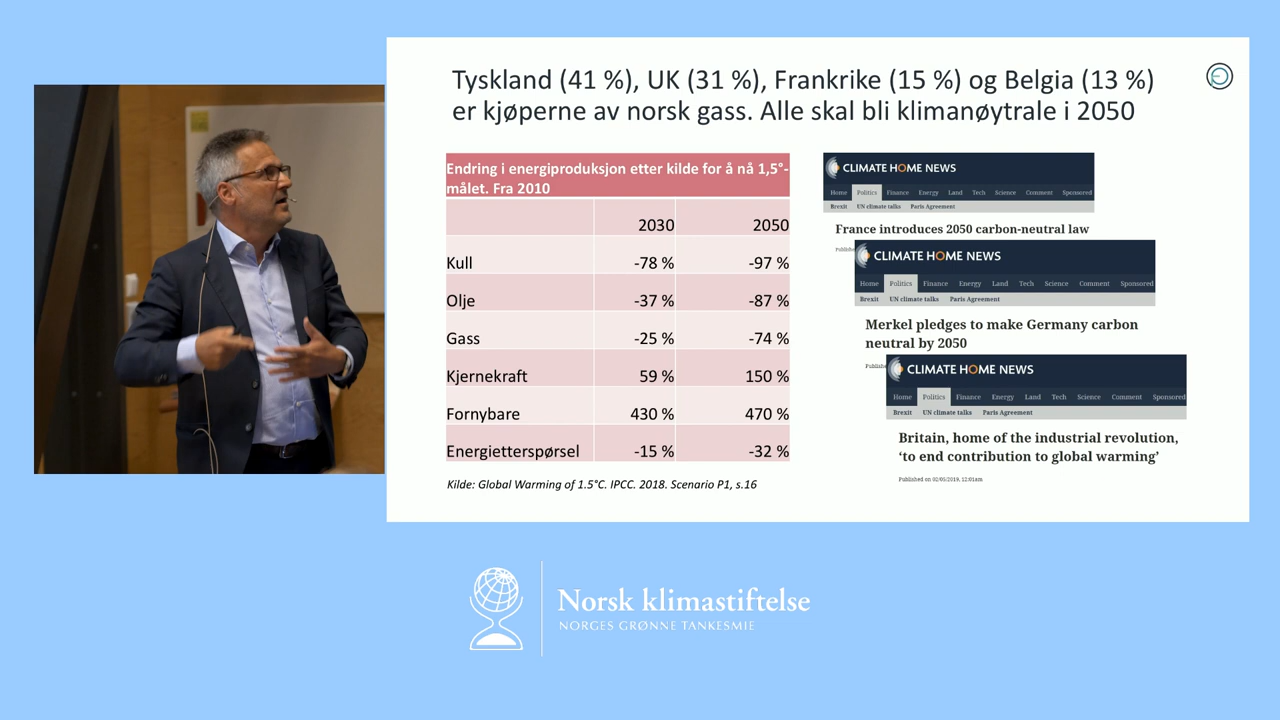 Tyskland (41 %), UK (31 %), Frankrike (15 %) og Belgia (13 %)
er kjøperne av norsk gass. Alle skal bli klimanøytrale i 2050
Endring i energiproduksjon etter kilde for å nå 1,5°-
målet. Fra 2010
2030 2050
Kull -78 % -97 %
Olje -37 % -87 %
Gass -25 % -74 %
Kjernekraft 59 % 150 %
Fornybare 430 % 470 %
Energietterspørsel -15 % -32 %
Kilde: Global Warming of 1.5°C. IPCC. 2018. Scenario P1, s.16
CLIMATE HOME NEWS
Home Politics Finance Energy Land Tech Science Comment Sponsored
Brexit UN climate talks Paris Agreement
France introduces 2050 carbon-neutral law
CLIMATE HOME NEWS
Home Politics Finance Energy Land Tech Science Comment Sponsored
Brexit UN climate talks Paris Agreement
Merkel pledges to make Germany carbon
neutral by 2050
CLIMATE HOME NEWS
Home Politics Finance Energy Land Tech Science Comment Sponsored
Brexit UN climate talks Paris Agreement
Britain, home of the industrial revolution,
‘to end contribution to global warming’
Published on 02/05/2019, 12:01am
Norsk klimastiftelse
NORGES GRØNNE TANKESMIE